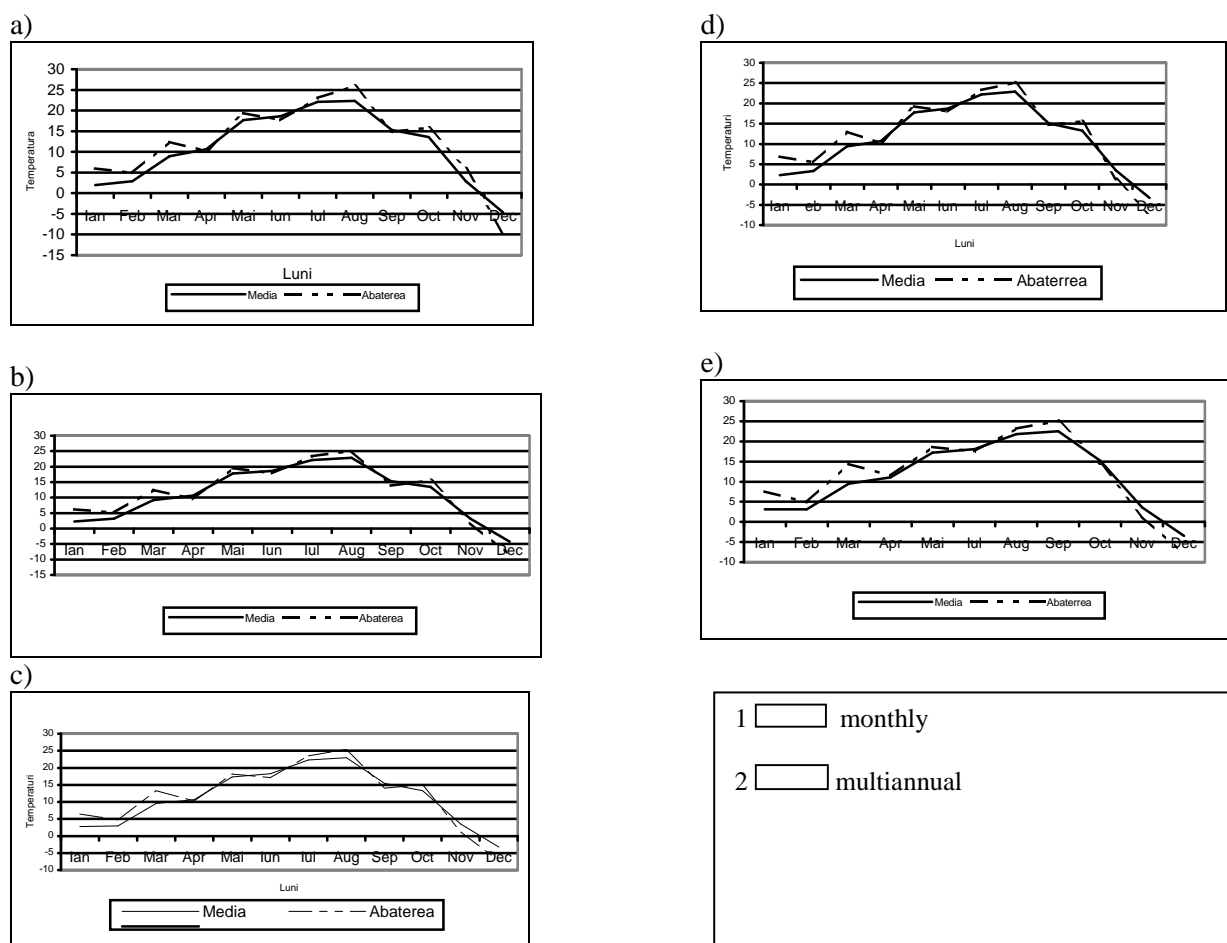 a)
30
25
20
15
10
5
0
-5
-10
-15
Temperatura
Ian Feb Mar Apr Mai Iun Iul Aug Sep Oct Nov Dec
Luni
Media Abaterea
b)
30
25
20
15
10
5
0
-5
-10
-15
Ian Feb Mar Apr Mai Iun Iul Aug Sep Oct Nov Dec
Media Abaterea
c)
30
25
20
15
10
5
0
-5
-10
Temperaturi
Ian Feb Mar Apr Mai Iun Iul Aug Sep Oct Nov Dec
Luni
Media Abaterea
d)
30
25
20
15
10
5
0
-5
-10
Temperaturi
Ian eb Mar Apr Mai Iun Iul Aug Sep Oct Nov Dec
Luni
Media Abaterrea
e)
30
25
20
15
10
5
0
-5
-10
Ian Feb Mar Apr Mai Iun Aug Sep Oct Nov Dec
Media Abaterrea
1 monthly
2 multiannual